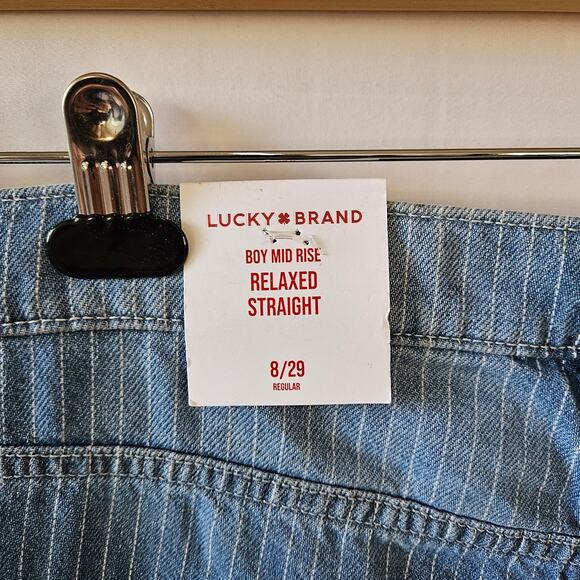 LUCKY BRAND
BOY MID RISE
RELAXED
STRAIGHT
8/29
REGULAR